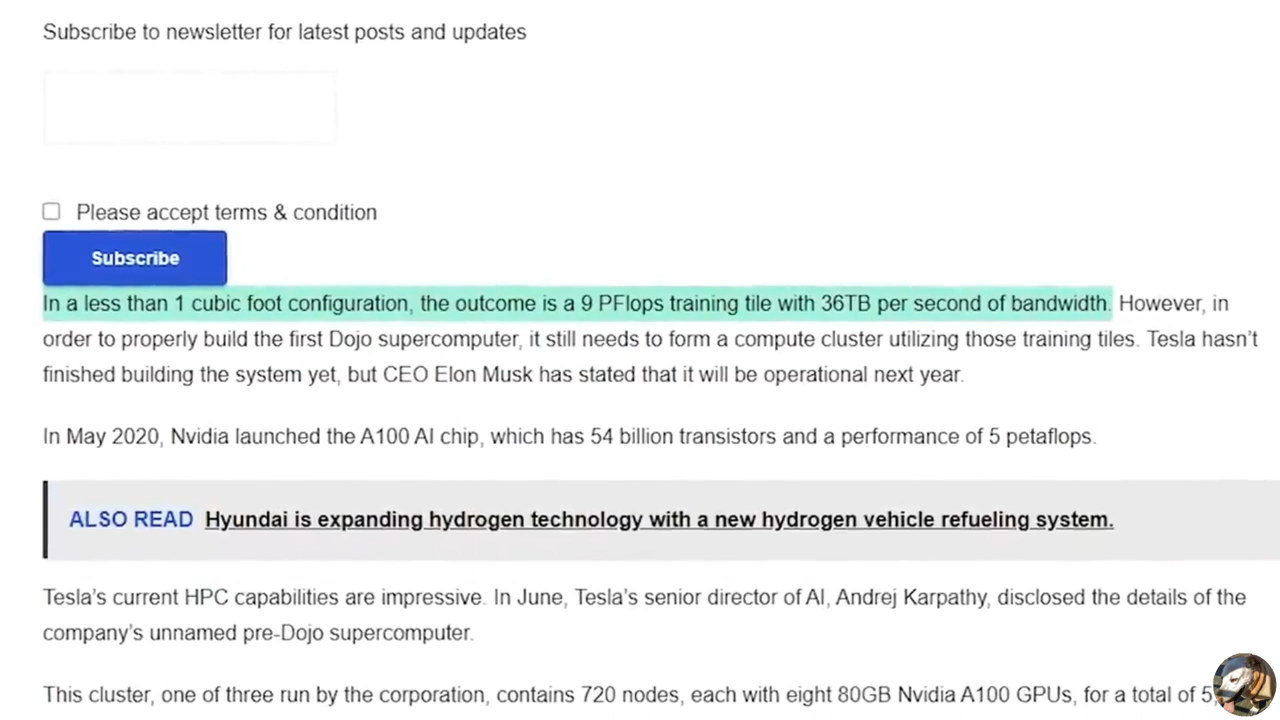 Subscribe to newsletter for latest posts and updates
Please accept terms & condition
Subscribe
In a less than 1 cubic foot configuration, the outcome is a 9 PFlops training tile with 36TB per second of bandwidth. However, in
order to properly build the first Dojo supercomputer, it still needs to form a compute cluster utilizing those training tiles. Tesla hasn't
finished building the system yet, but CEO Elon Musk has stated that it will be operational next year.
In May 2020, Nvidia launched the A100 AI chip, which has 54 billion transistors and a performance of 5 petaflops.
ALSO READ Hyundai is expanding hydrogen technology with a new hydrogen vehicle refueling system.
Tesla's current HPC capabilities are impressive. In June, Tesla's senior director of AI, Andrej Karpathy, disclosed the details of the
company's unnamed pre-Dojo supercomputer.
This cluster, one of three run by the corporation, contains 720 nodes, each with eight 80GB Nvidia A100 GPUs, for a total of